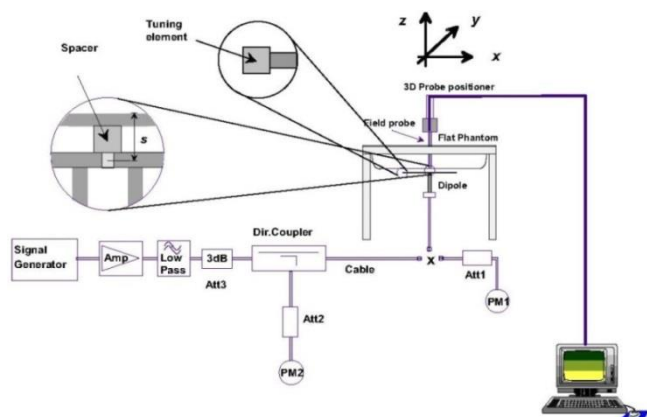 Tuning
element
Spacer
s
z
y
x
3D Probe positioner
Field probe
Flat Phantom
Dipole
Signal
Generator
Amp
Low
Pass
3dB
Att3
Dir.Coupler
Cable
x
Att1
PM1
Att2
PM2